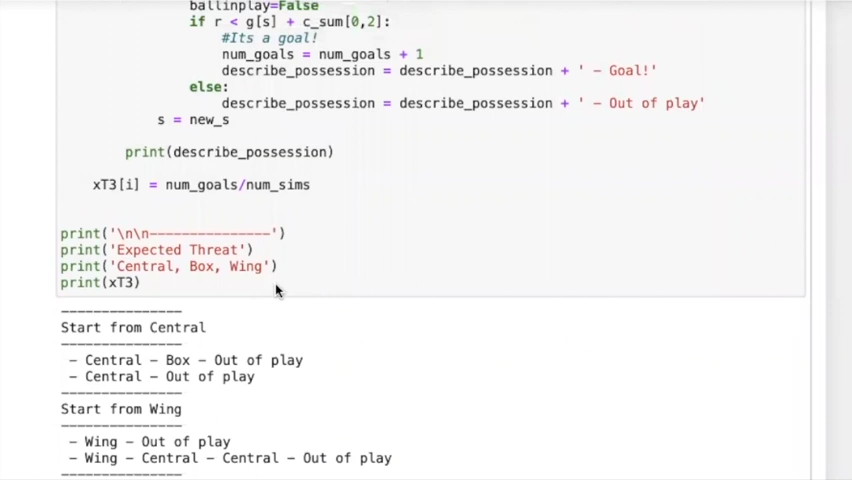 ballinplay=False
if r < g[s] + c_sum[0,2]:
#Its a goal!
num_goals = num_goals + 1
describe_possession = describe_possession + ' - Goal!'
else:
describe_possession = describe_possession + ' - Out of play'
s = new_s
print(describe_possession)
xT3[i] = num_goals/num_sims
print('\n\n---------------')
print('Expected Threat')
print('Central, Box, Wing')
print(xT3)
---------------
Start from Central
---------------
- Central - Box - Out of play
- Central - Out of play
---------------
Start from Wing
---------------
- Wing - Out of play
- Wing - Central - Central - Out of play
---------------